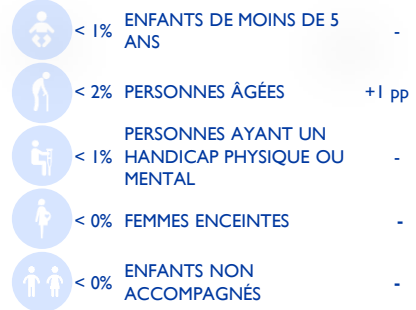 < 1% ENFANTS DE MOINS DE 5 ANS -
< 2% PERSONNES ÂGÉES +1 pp
PERSONNES AYANT UN
< 1% HANDICAP PHYSIQUE OU -
MENTAL
< 0% FEMMES ENCEINTES -
< 0% ENFANTS NON ACCOMPAGNÉS -